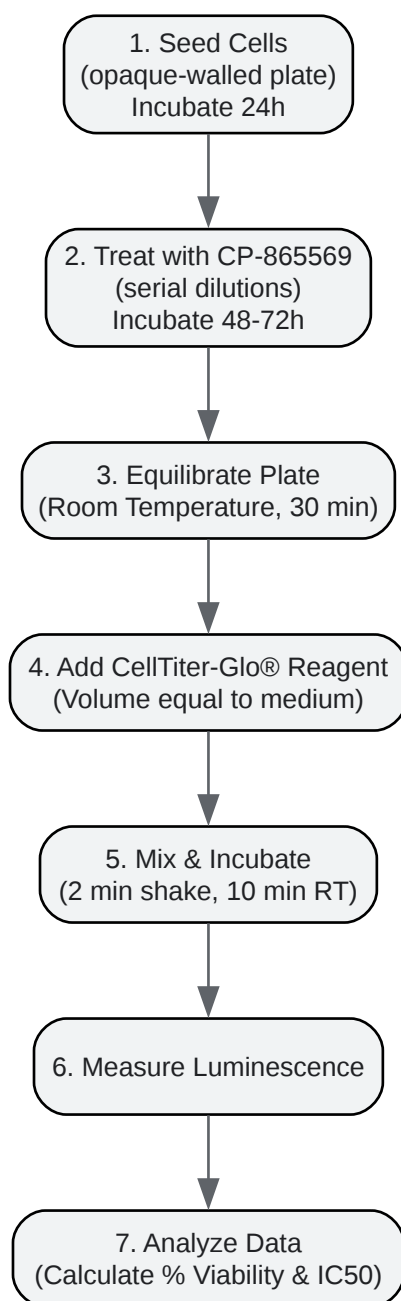 1. Seed Cells
(opaque-walled plate)
Incubate 24h
2. Treat with CP-865569
(serial dilutions)
Incubate 48-72h
3. Equilibrate Plate
(Room Temperature, 30 min)
4. Add CellTiter-Glo® Reagent
(Volume equal to medium)
5. Mix & Incubate
(2 min shake, 10 min RT)
6. Measure Luminescence
7. Analyze Data
(Calculate % Viability & IC50)